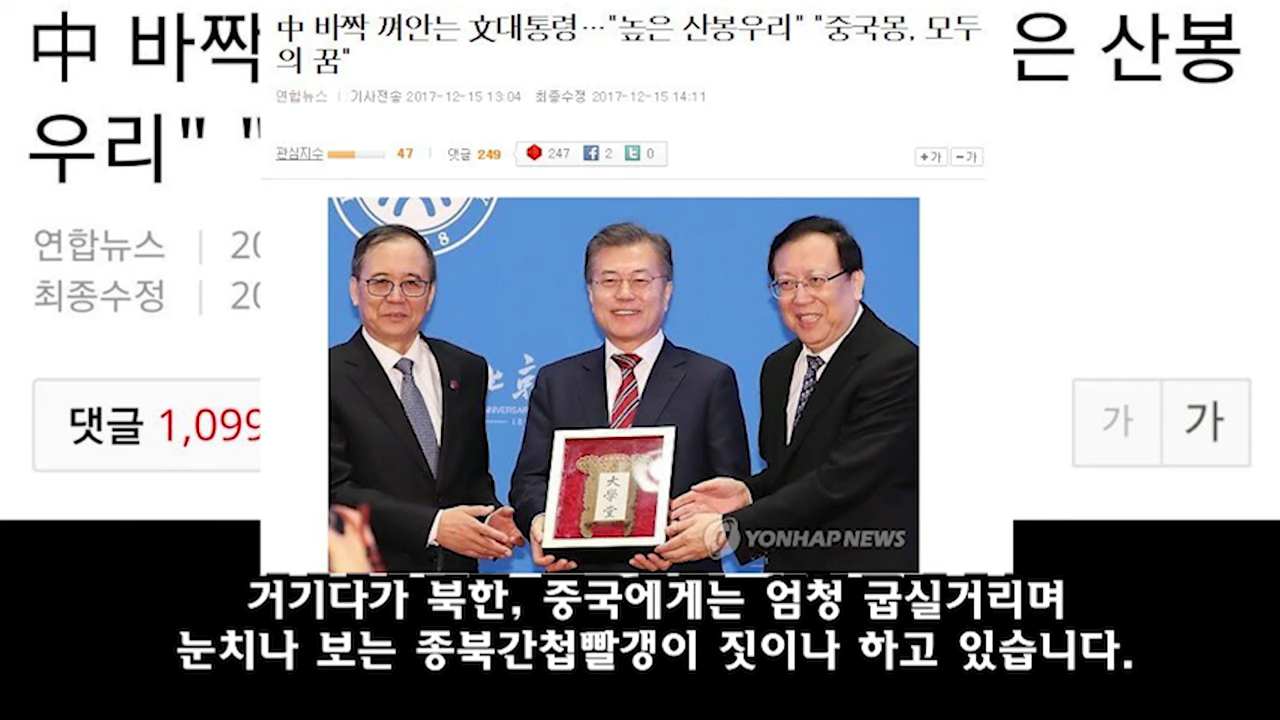 中 바짝
은 산봉
우리" "
연합뉴스 | 20
최종수정 | 20
댓글 1,099
가 가
中 바짝 껴안는 文대통령…"높은 산봉우리" "중국몽, 모두
의 꿈"
연합뉴스 | 기사전송 2017-12-15 13:04 최종수정 2017-12-15 14:11
관심지수 47 | 댓글 249 247 2 0
+가 -가
8
北京
ANNIVERSARY
大學堂
YONHAP NEWS
거기다가 북한, 중국에게는 엄청 굽실거리며
눈치나 보는 종북간첩빨갱이 짓이나 하고 있습니다.